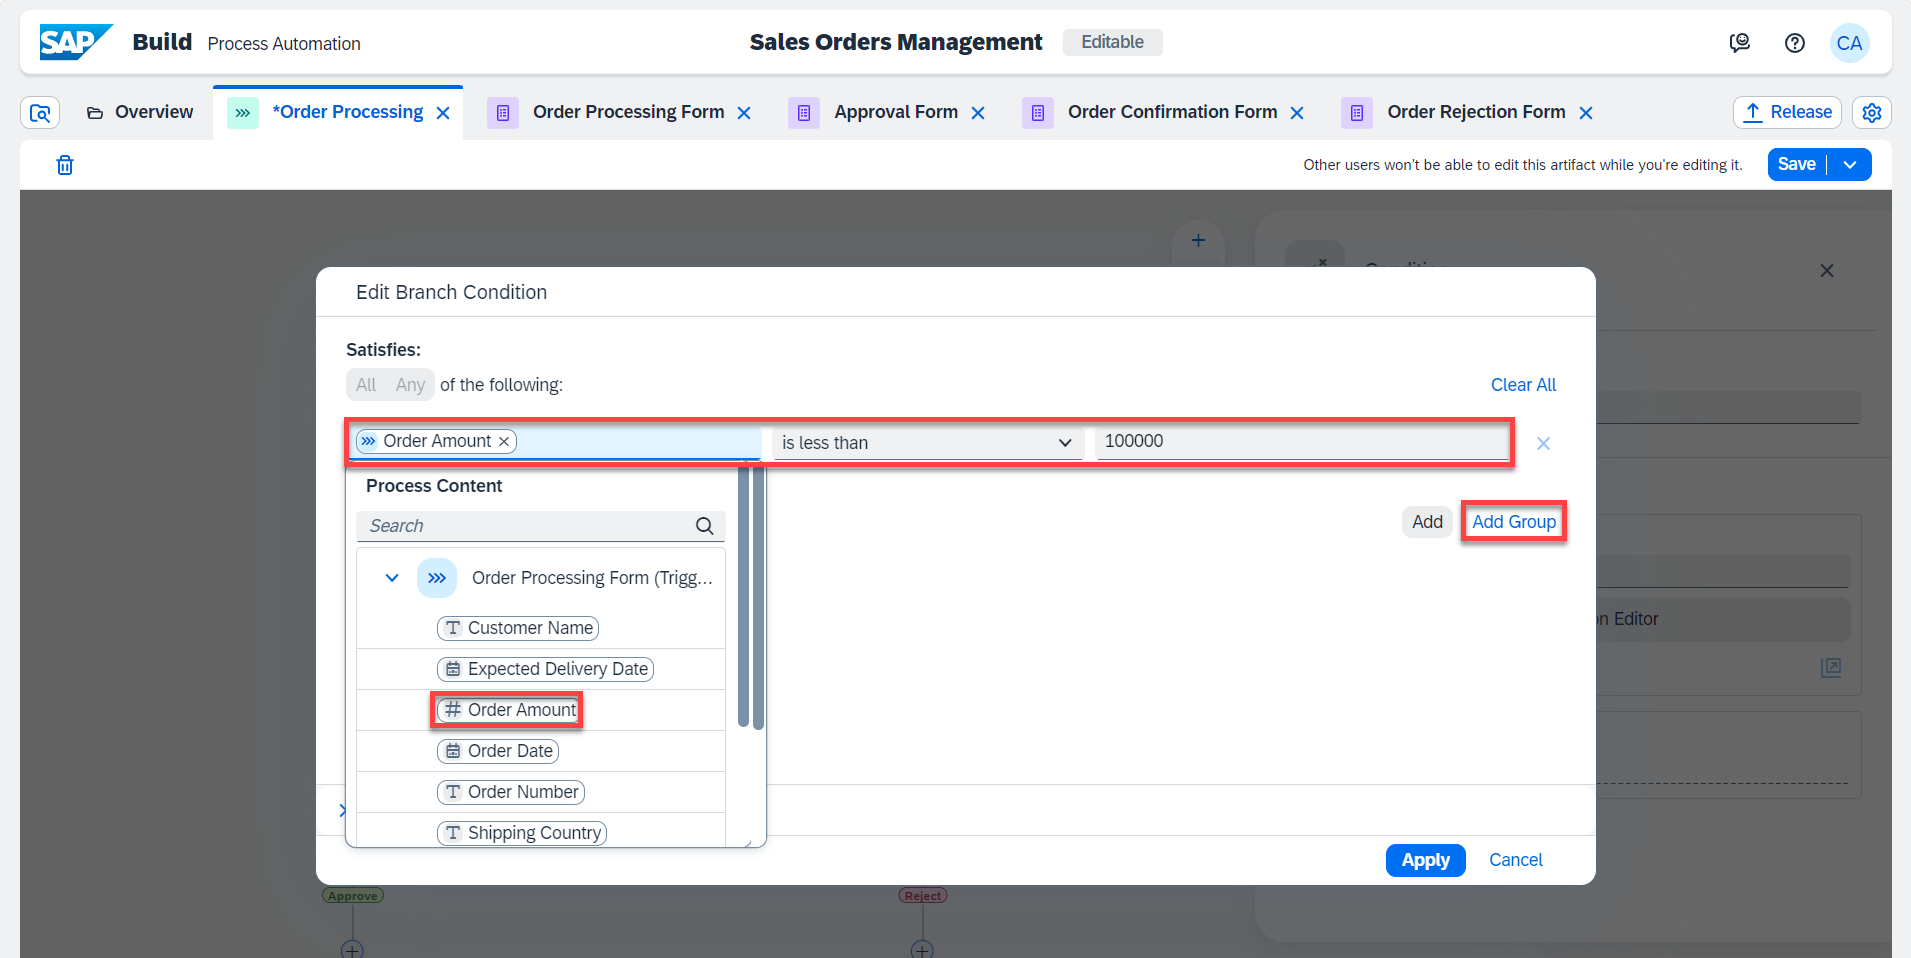 SAP Build Process Automation Sales Orders Management Editable CA
Overview *Order Processing Order Processing Form Approval Form Order Confirmation Form Order Rejection Form Release
Other users won't be able to edit this artifact while you're editing it. Save
Edit Branch Condition
Satisfies:
All Any of the following: Clear All
Order Amount is less than 100000
Process Content
Search
Add Add Group
Order Processing Form (Trigg...
Customer Name
on Editor
Expected Delivery Date
# Order Amount
Order Date
Order Number
Shipping Country
Apply Cancel
Approve Reject